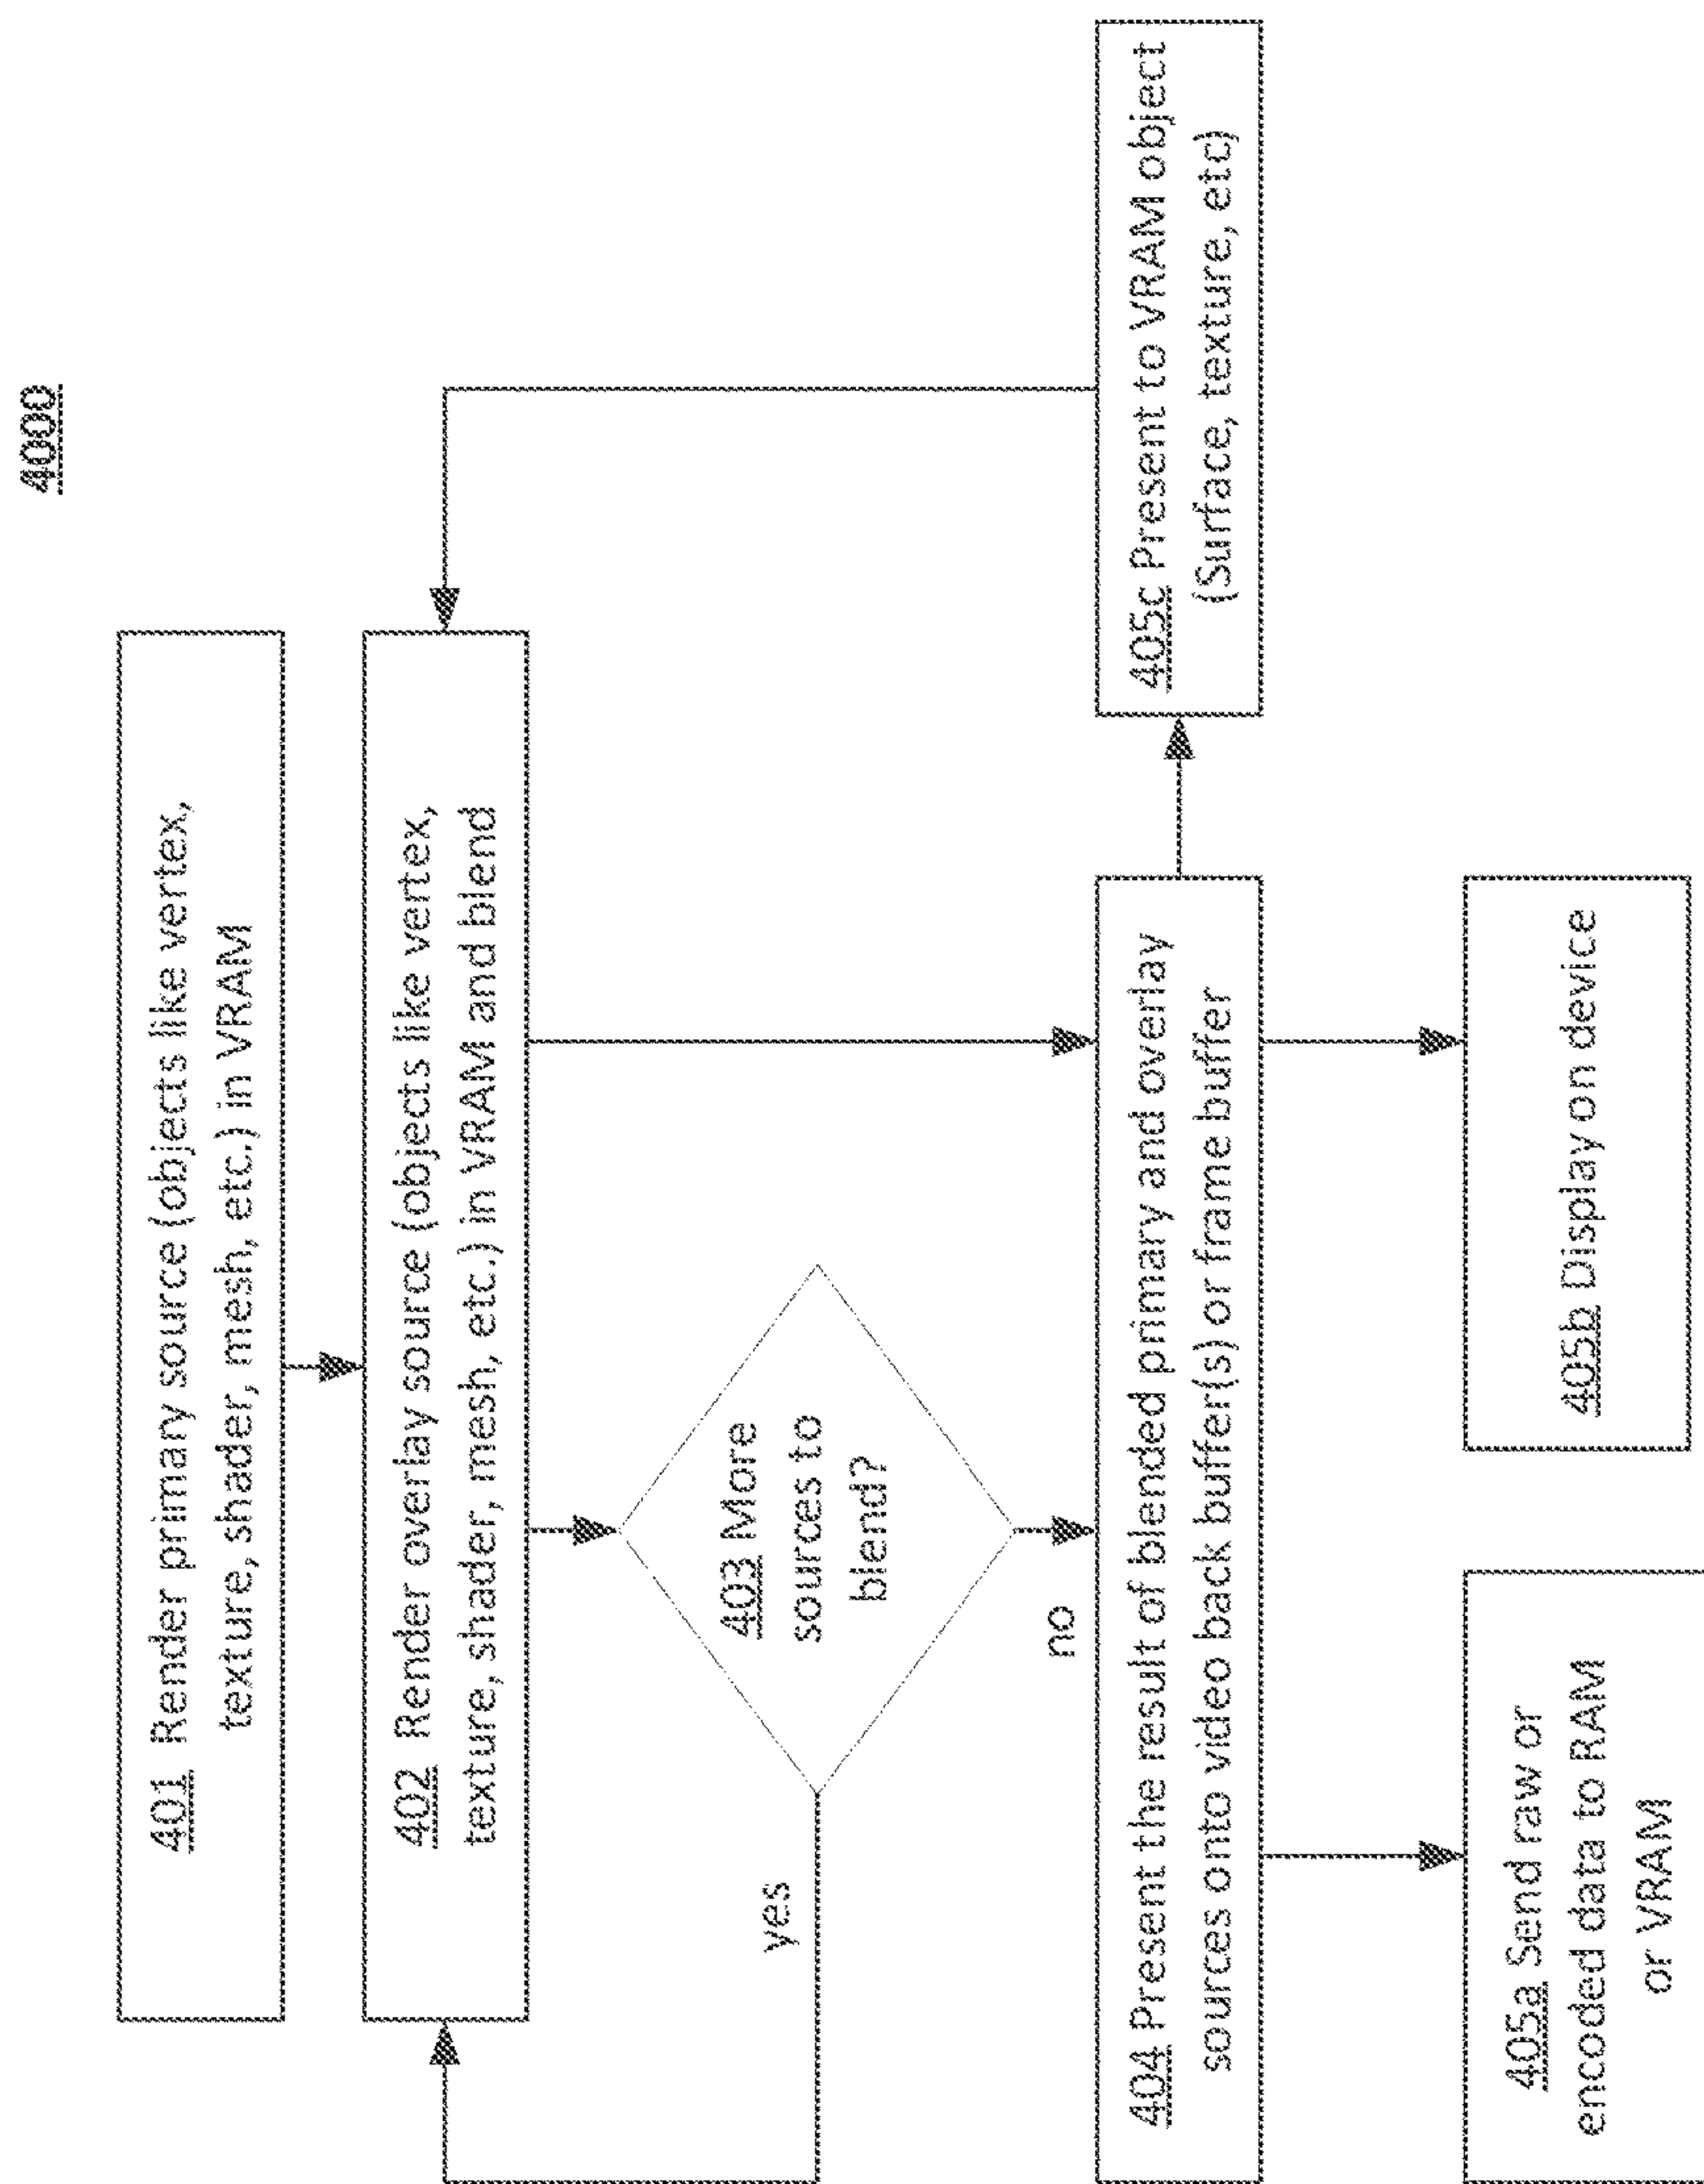 4000
401 Render primary source (objects like vertex,
texture, shader, mesh, etc.) in VRAM
402 Render overlay source (objects like vertex,
texture, shader, mesh, etc.) in VRAM and blend
403 More
sources to
blend?
yes
no
404 Present the result of blended primary and overlay
sources onto video back buffer(s) or frame buffer
405c Present to VRAM object
(Surface, texture, etc)
405a Send raw or
encoded data to RAM
or VRAM
405b Display on device